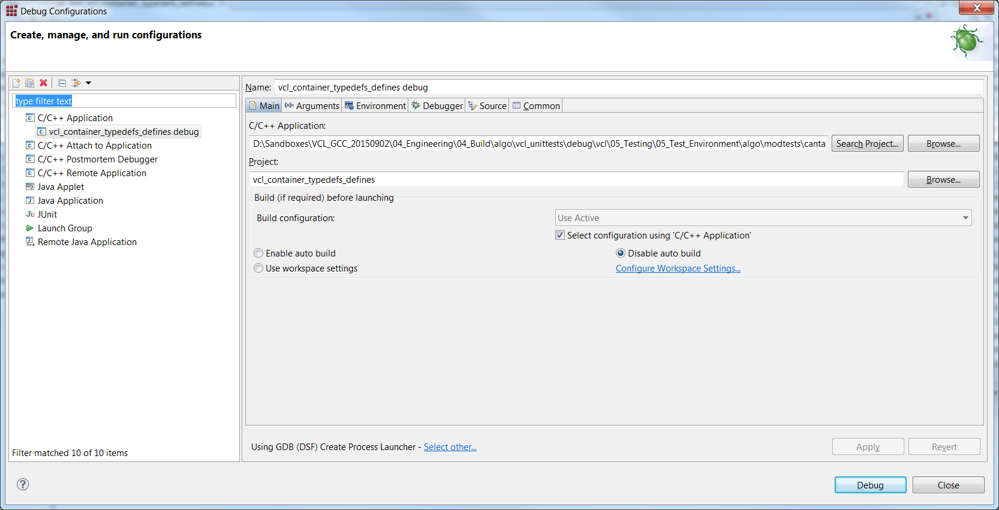 Debug Configurations
Create, manage, and run configurations
type filter text
C/C++ Application
vcl_container_typedefs_defines debug
C/C++ Attach to Application
C/C++ Postmortem Debugger
C/C++ Remote Application
Java Applet
Java Application
Ju JUnit
Launch Group
Remote Java Application
Filter matched 10 of 10 items
Name: vcl_container_typedefs_defines debug
Main (x)= Arguments Environment Debugger Source Common
C/C++ Application:
D:\Sandboxes\VCL_GCC_20150902\04_Engineering\04_Build\algo\vcl_unittests\debug\vcl\05_Testing\05_Test_Environment\algo\modtests\canta Search Project... Browse...
Project:
vcl_container_typedefs_defines Browse...
Build (if required) before launching
Build configuration: Use Active
Select configuration using 'C/C++ Application'
Enable auto build Disable auto build
Use workspace settings Configure Workspace Settings...
Using GDB (DSF) Create Process Launcher - Select other... Apply Revert
? Debug Close